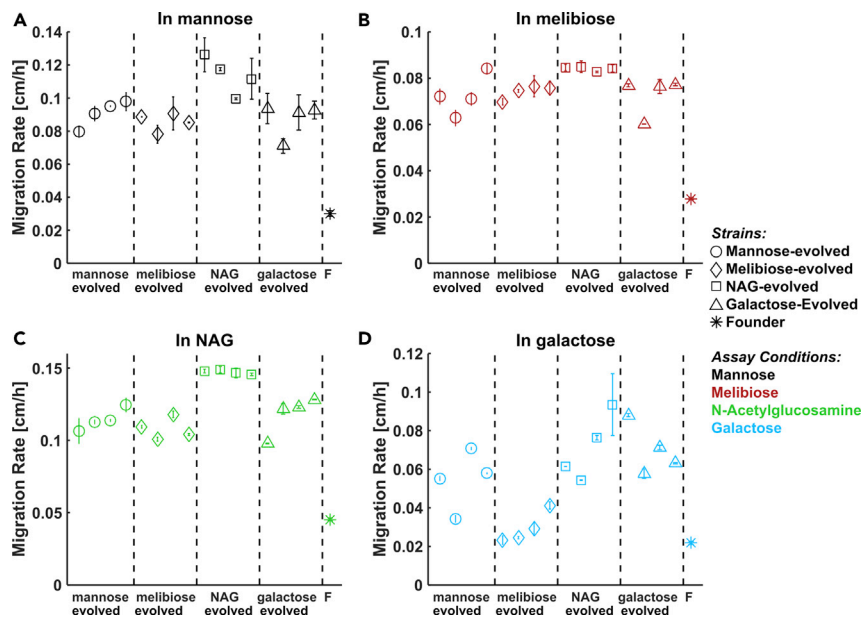 A
In mannose
Migration Rate [cm/h]
0.14
0.12
0.1
0.08
0.06
0.04
0.02
0
mannose evolved
melibiose evolved
NAG evolved
galactose evolved
F
B
In melibiose
Migration Rate [cm/h]
0.1
0.08
0.06
0.04
0.02
0
mannose evolved
melibiose evolved
NAG evolved
galactose evolved
F
Strains:
Mannose-evolved
Melibiose-evolved
NAG-evolved
Galactose-Evolved
Founder
Assay Conditions:
Mannose
Melibiose
N-Acetylglucosamine
Galactose
C
In NAG
Migration Rate [cm/h]
0.15
0.1
0.05
0
mannose evolved
melibiose evolved
NAG evolved
galactose evolved
F
D
In galactose
Migration Rate [cm/h]
0.12
0.1
0.08
0.06
0.04
0.02
0
mannose evolved
melibiose evolved
NAG evolved
galactose evolved
F